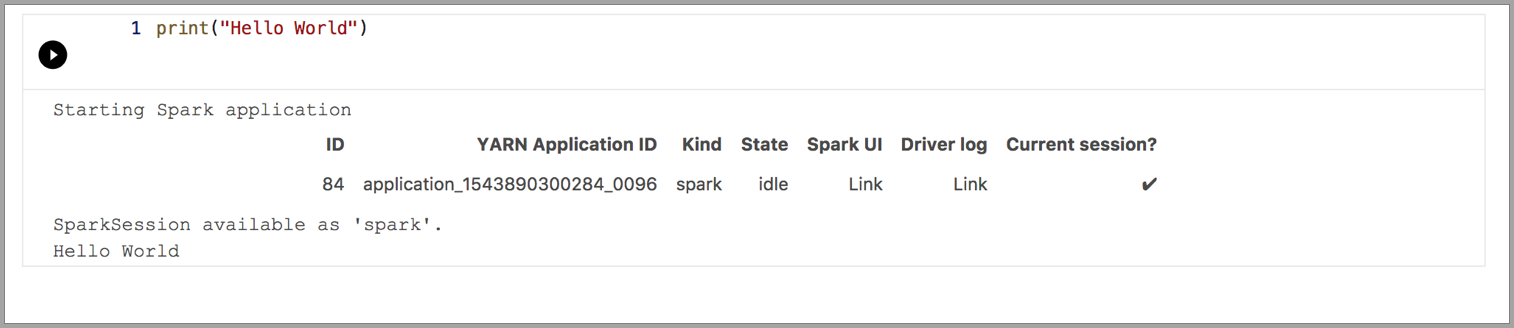 1 print("Hello World")
Starting Spark application
ID YARN Application ID Kind State Spark UI Driver log Current session?
84 application_1543890300284_0096 spark idle Link Link ✔
SparkSession available as 'spark'.
Hello World